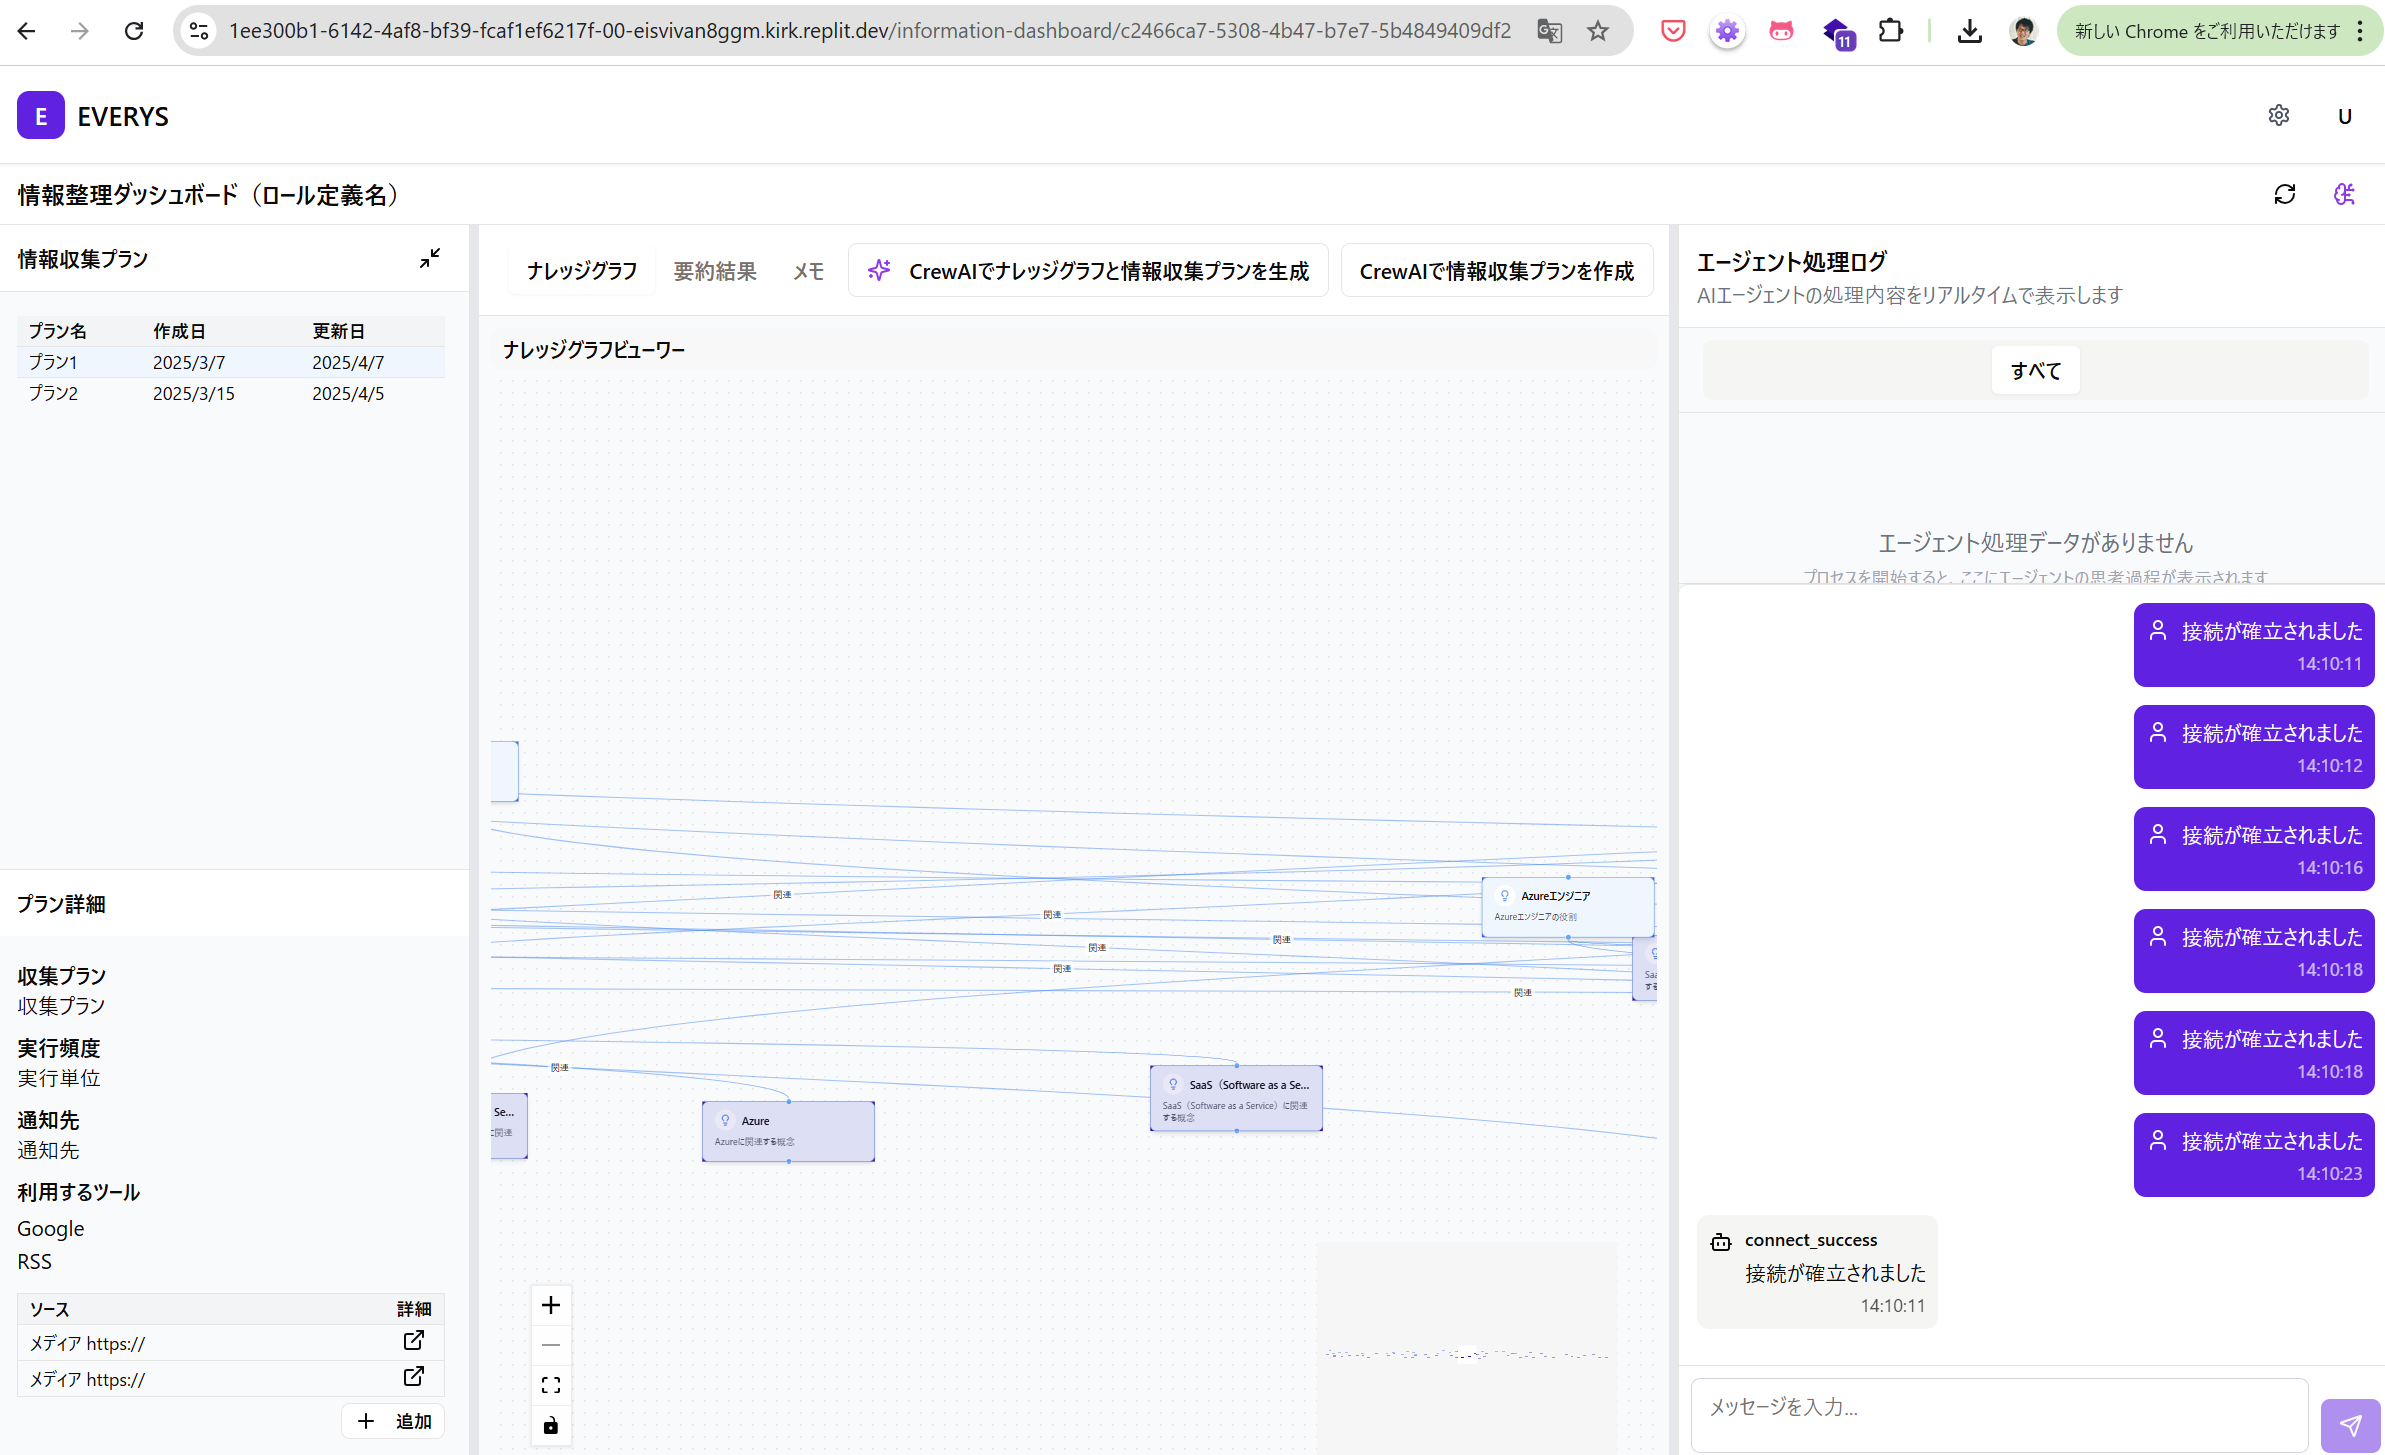 1ee300b1-6142-4af8-bf39-fcaf1ef6217f-00-eisvivan8ggm.kirk.replit.dev/information-dashboard/c2466ca7-5308-4b47-b7e7-5b4849409df2
11
新しい Chrome をご利用いただけます
E EVERYS
U
情報整理ダッシュボード（ロール定義名）
情報収集プラン
プラン名 作成日 更新日
プラン1 2025/3/7 2025/4/7
プラン2 2025/3/15 2025/4/5
プラン詳細
収集プラン
収集プラン
実行頻度
実行単位
通知先
通知先
利用するツール
Google
RSS
ソース 詳細
メディア https://
メディア https://
追加
ナレッジグラフ 要約結果 メモ CrewAIでナレッジグラフと情報収集プランを生成 CrewAIで情報収集プランを作成
ナレッジグラフビューワー
関連
関連
関連
関連
関連
関連
関連
Azureエンジニア
Azureエンジニアの役割
Saa
する
Se...
に関連
Azure
Azureに関連する概念
SaaS（Software as a Se...
SaaS（Software as a Service）に関連
する概念
エージェント処理ログ
AIエージェントの処理内容をリアルタイムで表示します
すべて
エージェント処理データがありません
プロセスを開始すると、ここにエージェントの思考過程が表示されます
接続が確立されました
14:10:11
接続が確立されました
14:10:12
接続が確立されました
14:10:16
接続が確立されました
14:10:18
接続が確立されました
14:10:18
接続が確立されました
14:10:23
connect_success
接続が確立されました
14:10:11
メッセージを入力...